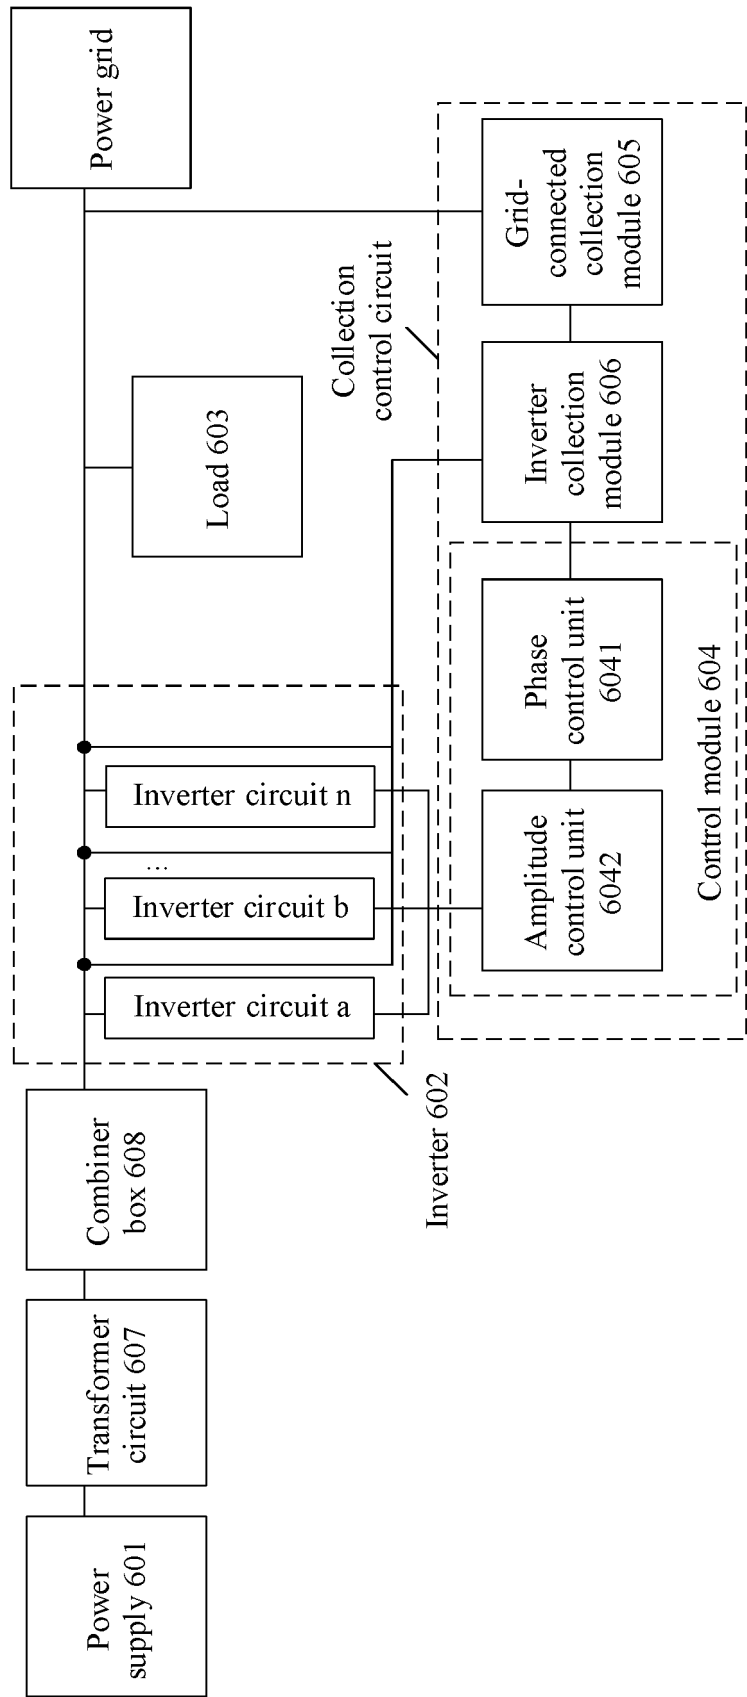 Power
supply 601
Transformer
circuit 607
Combiner
box 608
Inverter 602
Inverter circuit a
Inverter circuit b
...
Inverter circuit n
Load 603
Power grid
Collection
control circuit
Amplitude
control unit
6042
Phase
control unit
6041
Control module 604
Inverter
collection
module 606
Grid-
connected
collection
module 605